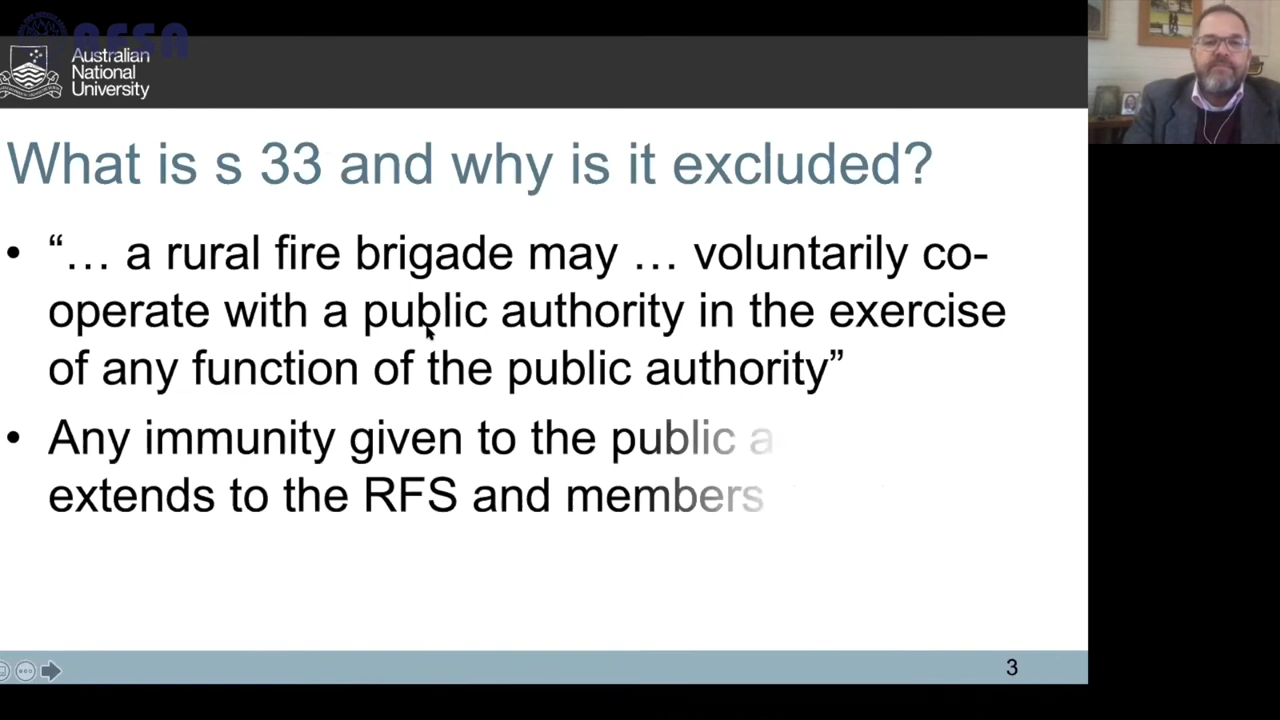 AFSA
Australian
National
University
What is s 33 and why is it excluded?
• “… a rural fire brigade may … voluntarily co-
operate with a public authority in the exercise
of any function of the public authority”
• Any immunity given to the public a
extends to the RFS and members
3